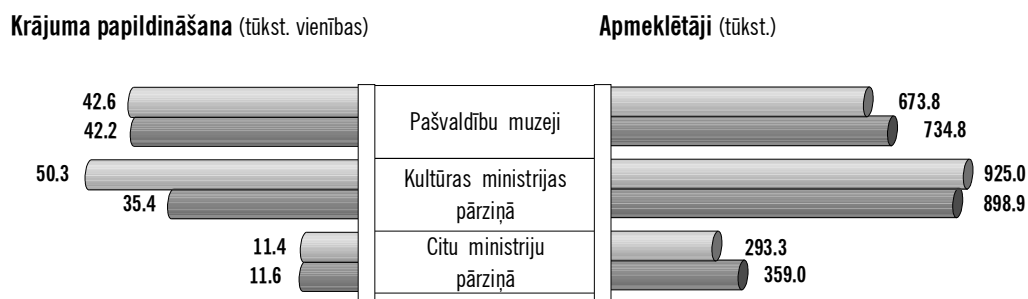 Krājuma papildināšana (tūkst. vienības)
Apmeklētāji (tūkst.)
42.6
Pašvaldību muzeji
673.8
42.2
734.8
50.3
Kultūras ministrijas
925.0
35.4
pārziņā
898.9
11.4
Citu ministriju
293.3
11.6
pārziņā
359.0